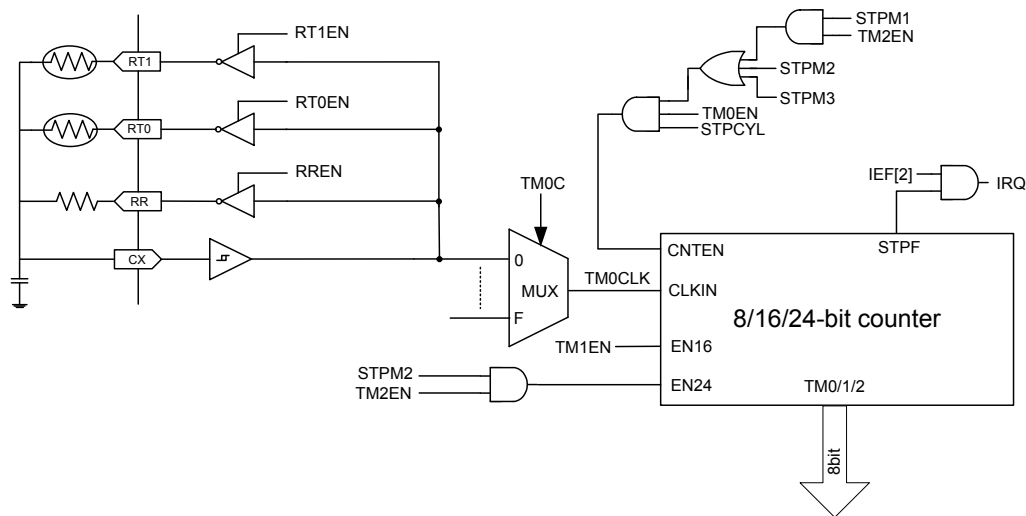 RT1EN
RT1
RT0EN
RT0
RREN
RR
CX
STPM1
TM2EN
STPM2
STPM3
TM0EN
STPCYL
TM0C
0
MUX
F
TM0CLK
IEF[2]
IRQ
STPF
CNTEN
CLKIN
8/16/24-bit counter
TM1EN
EN16
STPM2
TM2EN
EN24
TM0/1/2
8bit